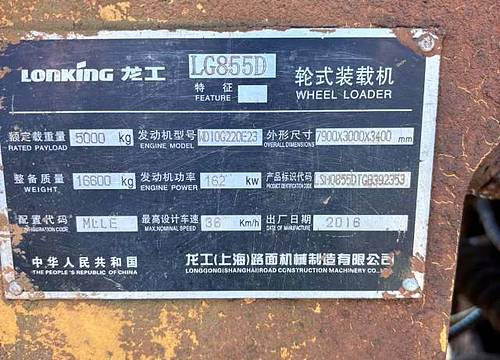 LONKING 龙工 LG855D 轮式装载机
特征
FEATURE
WHEEL LOADER
额定载重量 5000 kg 发动机型号 外形尺寸 7900X3000X3400 mm
RATED PAYLOAD ENGINE MODEL OVERALL DIMENSIONS
整备质量 16600 kg 发动机功率 162 kw 产品标识代码
WEIGHT ENGINE POWER PRODUCT IDENTIFICATION CODE
配置代码 MLLE 最高设计车速 36 Km/h 出厂日期 2016
MAX.NOMINAL SPEED DATE OF MANUFACTURE
中华人民共和国 龙工(上海)路面机械制造有限公司
THE PEOPLE'S REPUBLIC OF CHINA LONGGONG(SHANGHAI)ROAD CONSTRUCTION MACHINERY CO.